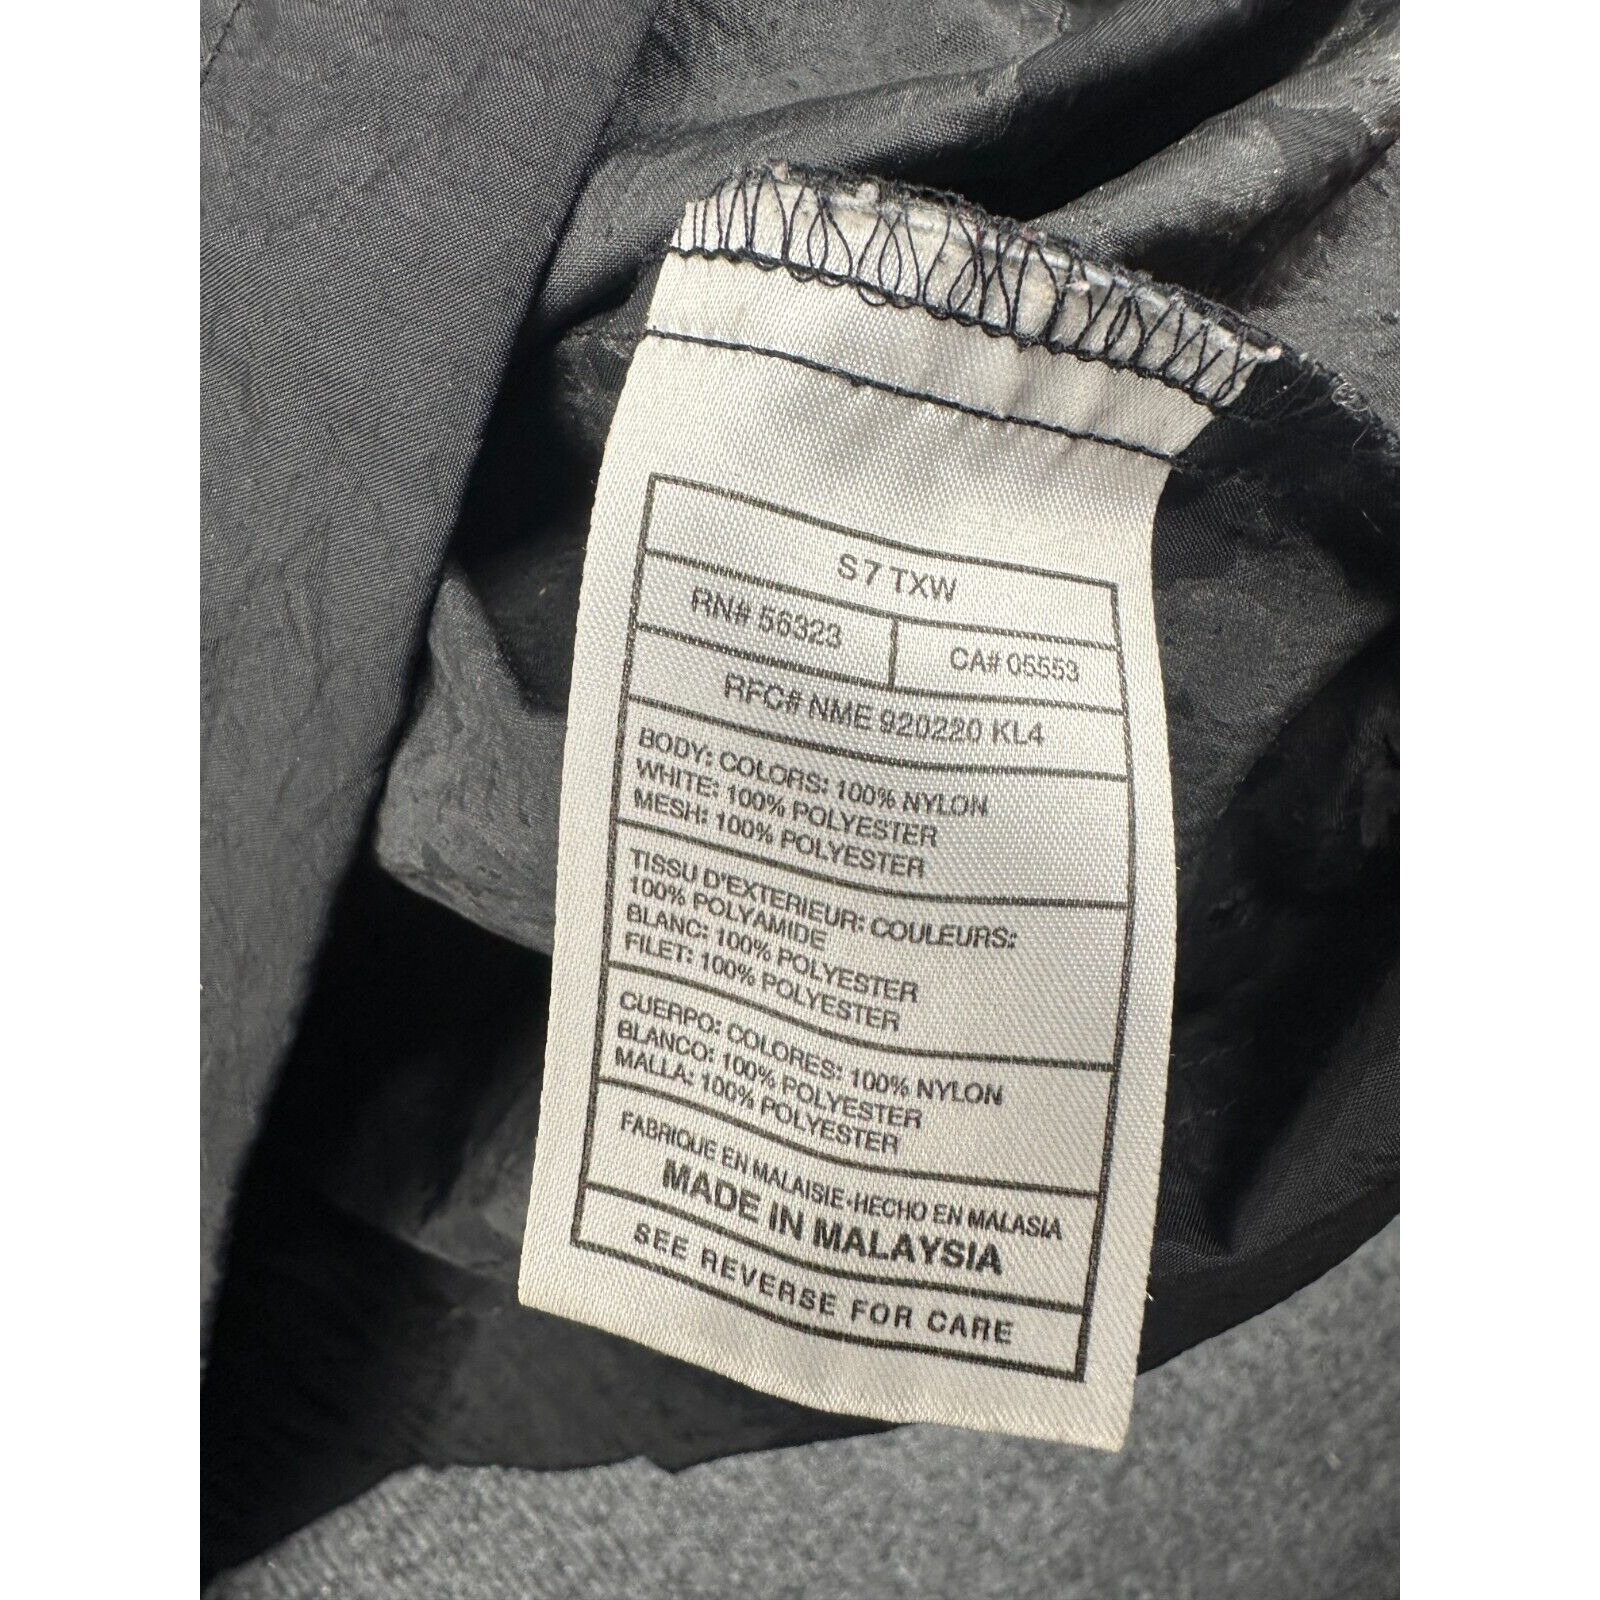 S7 TXW
RN# 56323
CA# 05553
RFC# NME 920220 KL4
BODY: COLORS: 100% NYLON
WHITE: 100% POLYESTER
MESH: 100% POLYESTER
TISSU D'EXTERIEUR: COULEURS:
100% POLYAMIDE
BLANC: 100% POLYESTER
FILET: 100% POLYESTER
CUERPO: COLORES: 100% NYLON
BLANCO: 100% POLYESTER
MALLA: 100% POLYESTER
FABRIQUE EN MALAISIE-HECHO EN MALASIA
MADE IN MALAYSIA
SEE REVERSE FOR CARE